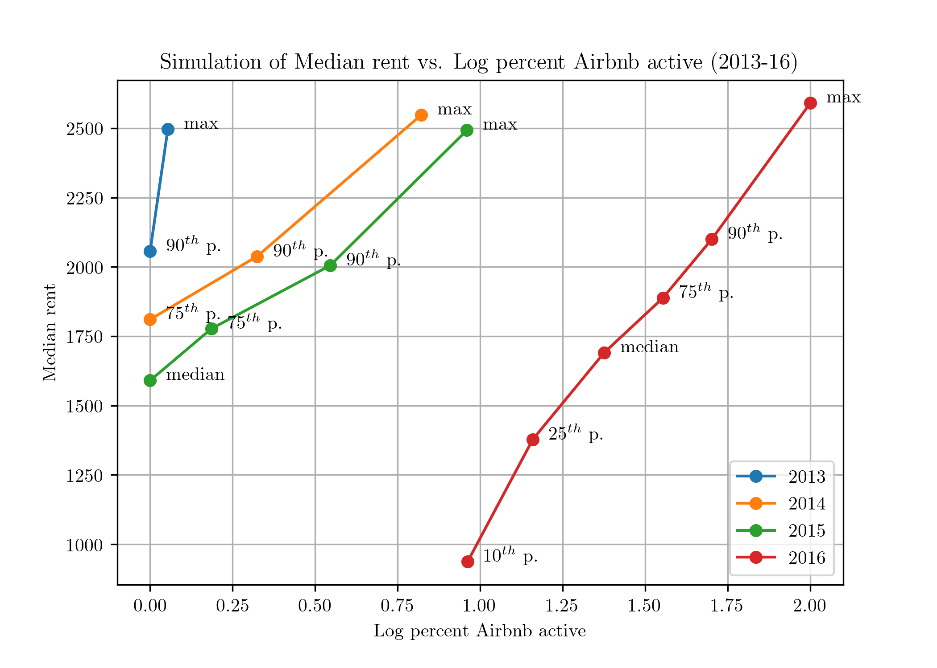 Simulation of Median rent vs. Log percent Airbnb active (2013-16)
Median rent
2500
2250
2000
1750
1500
1250
1000
max
90th p.
max
90th p.
75th p.
max
90th p.
75th p.
median
max
90th p.
75th p.
median
25th p.
10th p.
2013
2014
2015
2016
0.00 0.25 0.50 0.75 1.00 1.25 1.50 1.75 2.00
Log percent Airbnb active